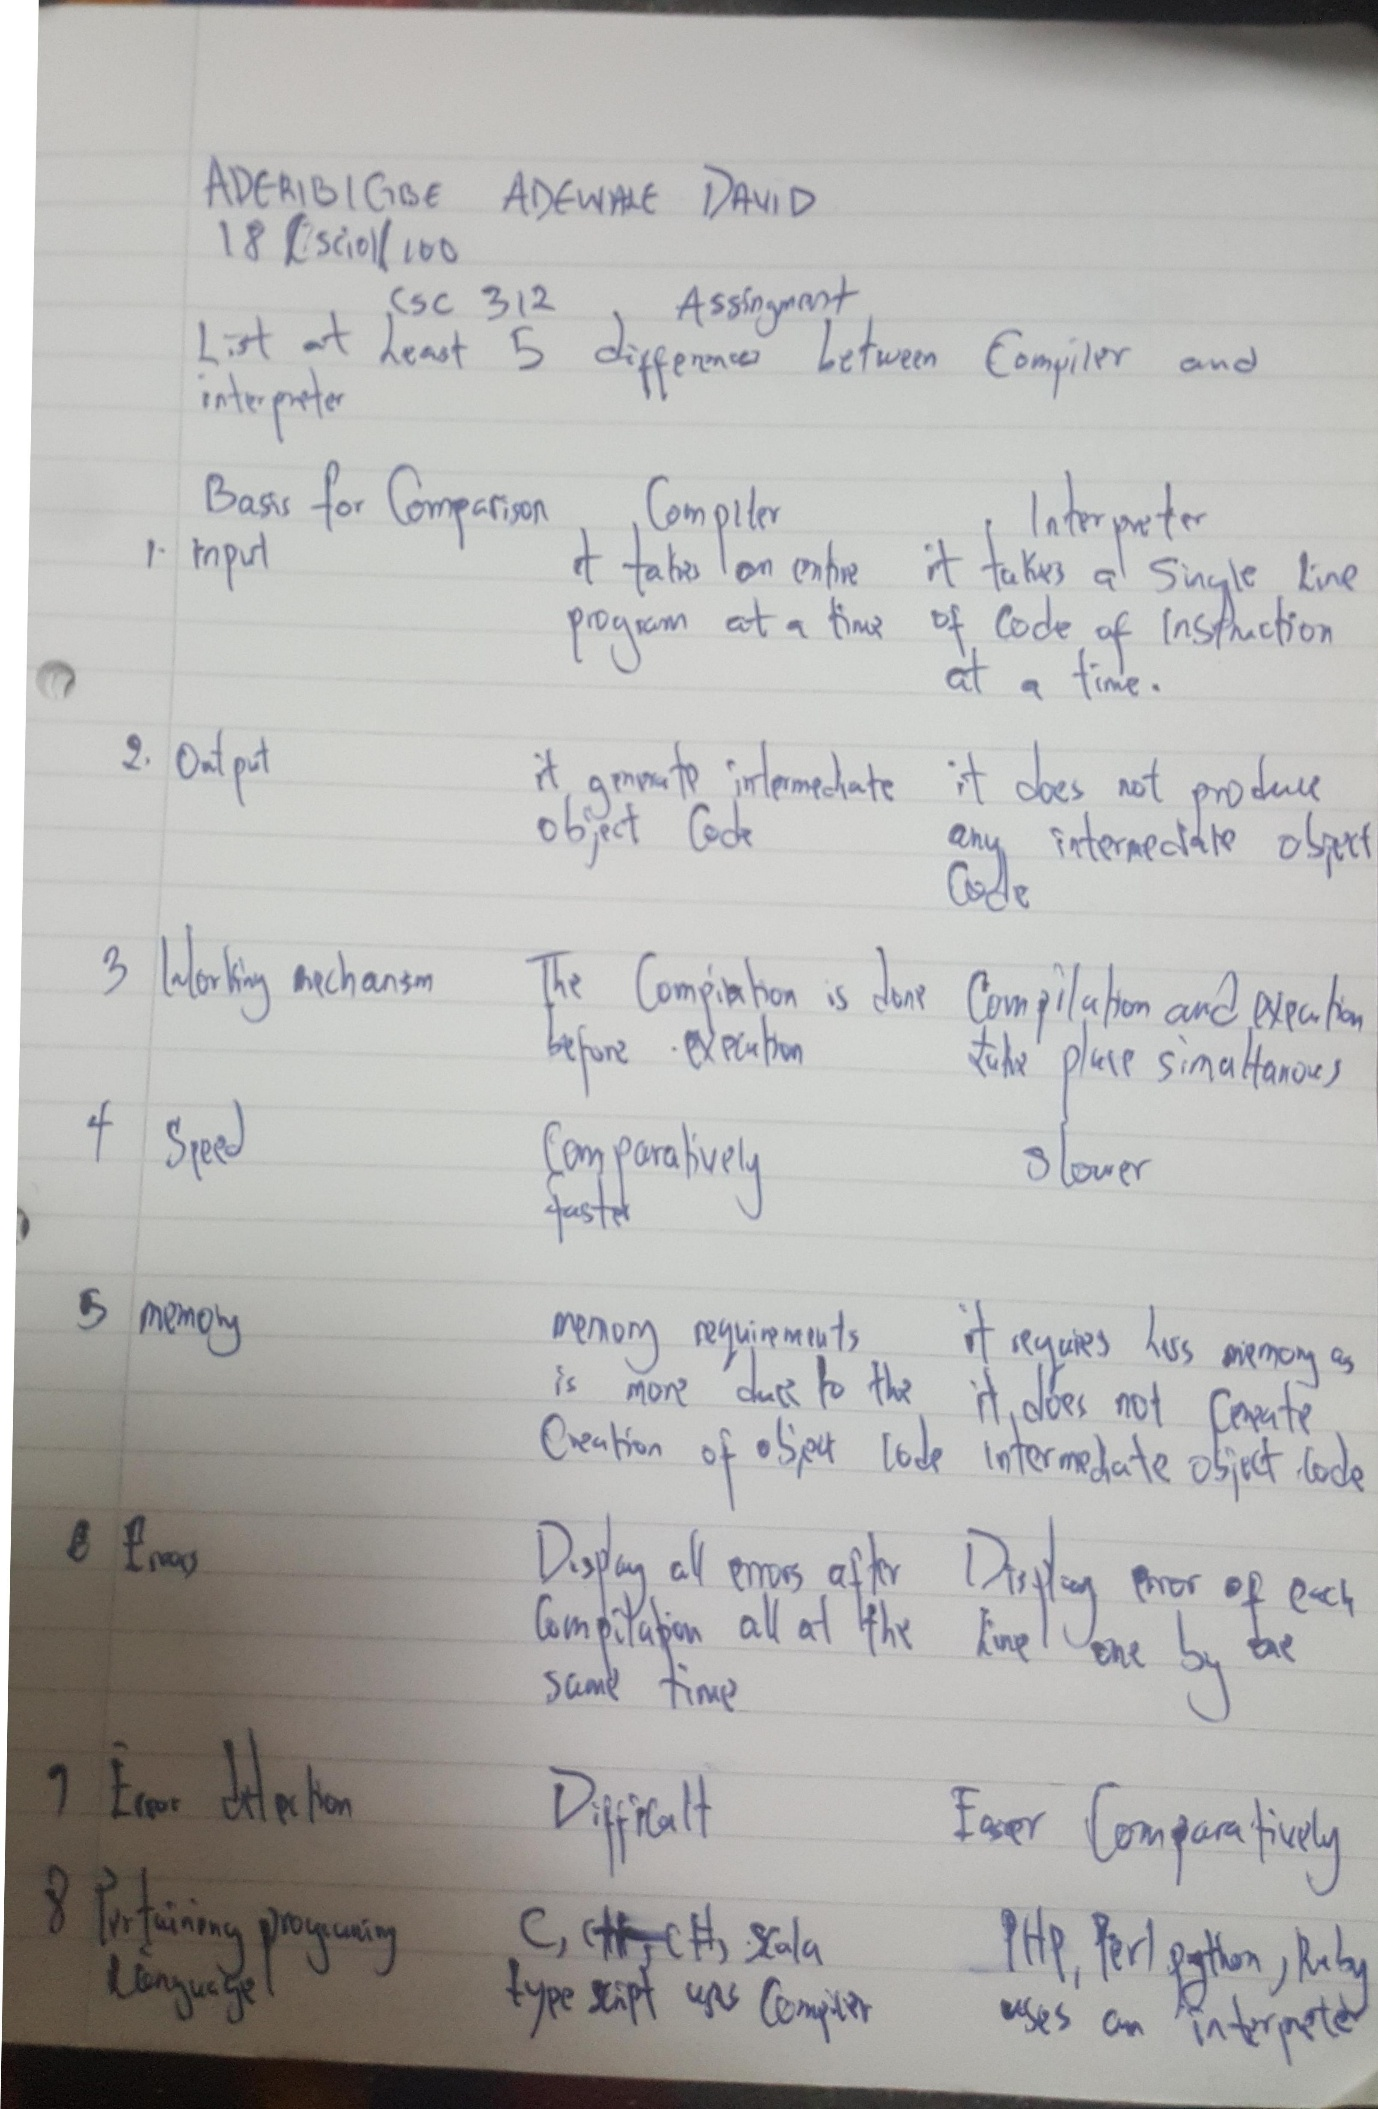 ADERIBIGBE ADEWALE DAVID
18/sci01/100
CSC 312 Assingment
List at Least 5 differences between Compiler and
interpreter
Basis for Comparison Compiler Interpreter
1. Input it takes an entire it takes a Single Line
program at a time of Code of Instruction
at a time.
2. Output it generate intermediate it does not produce
object Code any intermediate object
Code
3 Working mechanism The Compilation is done Compilation and execution
before execution take place simaltanous
4 Speed Comparatively slower
faster
5 memory memory requirements it requires less memory as
is more due to the it does not Generate
Creation of object code intermediate object code
6 Errors Display all errors after Display error of each
Compilation all at the Line one by one
same time
7 Error detection Difficult Easer Comparatively
8 Pertaining programing C, C++, scala PHP, Perl python, Ruby
Language type script uses Compiler uses an interpreter